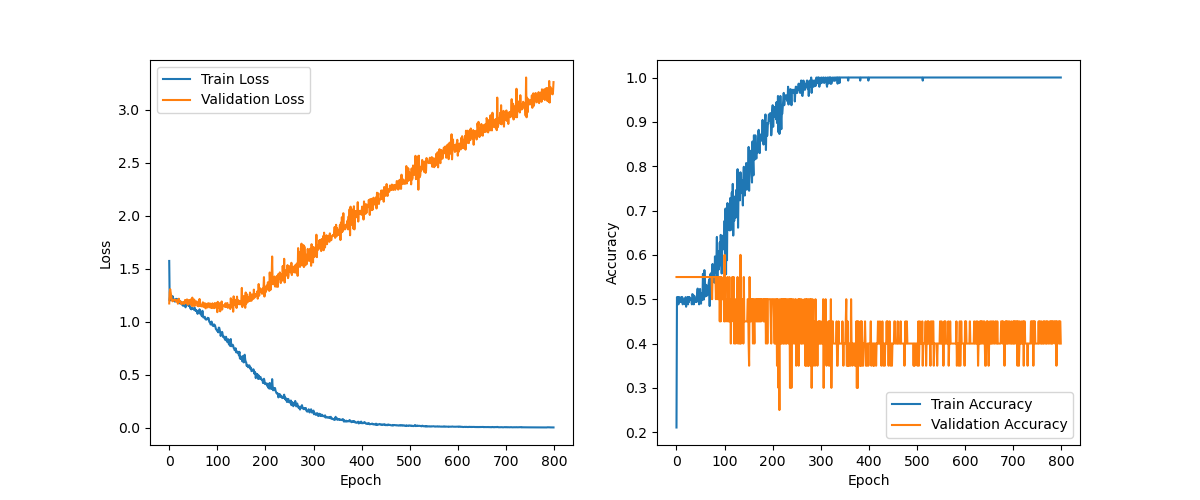 Train Loss
Validation Loss
3.0
2.5
2.0
1.5
1.0
0.5
0.0
Loss
0 100 200 300 400 500 600 700 800
Epoch
1.0
0.9
0.8
0.7
0.6
0.5
0.4
0.3
0.2
Accuracy
Train Accuracy
Validation Accuracy
0 100 200 300 400 500 600 700 800
Epoch